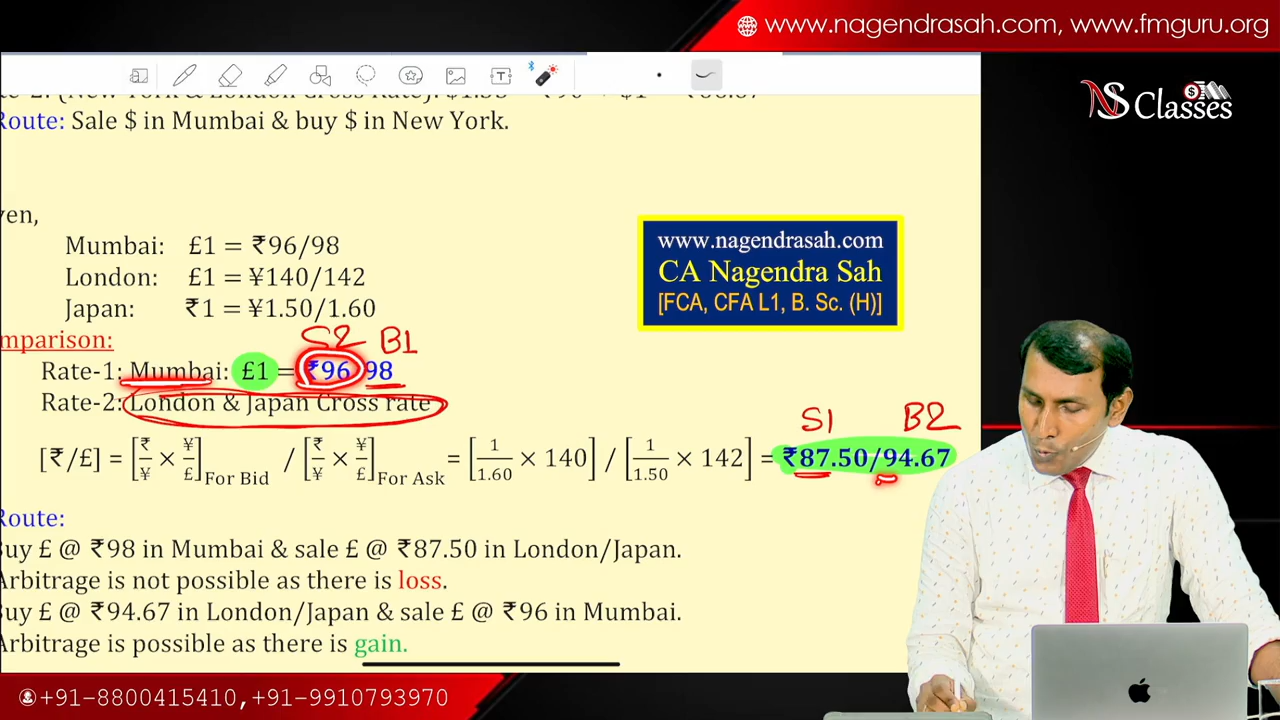 www.nagendrasah.com, www.fmguru.org
NS Classes
Route: Sale $ in Mumbai & buy $ in New York.
ven,
Mumbai: £1 = ₹96/98
London: £1 = ¥140/142
Japan: ₹1 = ¥1.50/1.60
www.nagendrasah.com
CA Nagendra Sah
[FCA, CFA L1, B. Sc. (H)]
mparison:
S2 B1
Rate-1: Mumbai: £1 = ₹96/98
Rate-2: London & Japan Cross rate
S1 B2
[₹/£] = [₹/¥ × ¥/£]For Bid / [₹/¥ × ¥/£]For Ask = [1/1.60 × 140] / [1/1.50 × 142] = ₹87.50/94.67
Route:
Buy £ @ ₹98 in Mumbai & sale £ @ ₹87.50 in London/Japan.
Arbitrage is not possible as there is loss.
Buy £ @ ₹94.67 in London/Japan & sale £ @ ₹96 in Mumbai.
Arbitrage is possible as there is gain.
+91-8800415410,+91-9910793970